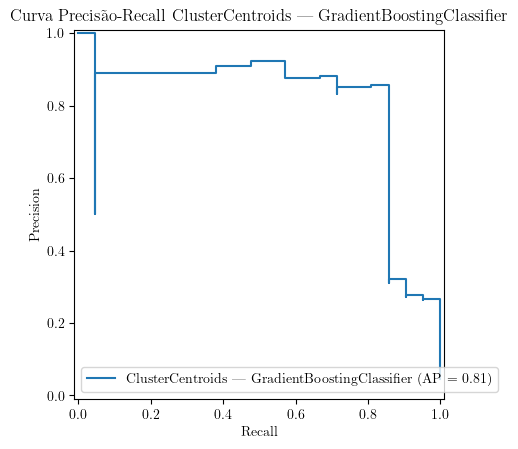 Curva Precisão-Recall ClusterCentroids — GradientBoostingClassifier
1.0
0.8
0.6
0.4
0.2
0.0
Precision
ClusterCentroids — GradientBoostingClassifier (AP = 0.81)
0.0 0.2 0.4 0.6 0.8 1.0
Recall